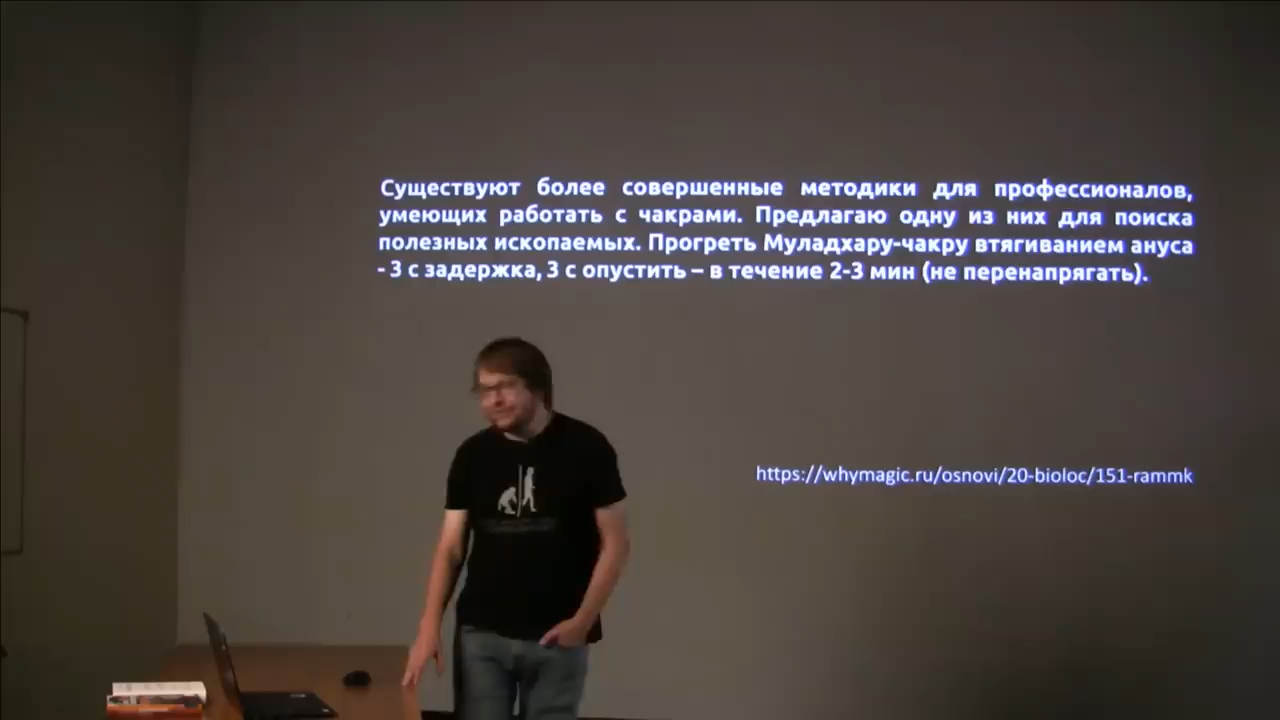 Существуют более совершенные методики для профессионалов,
умеющих работать с чакрами. Предлагаю одну из них для поиска
полезных ископаемых. Прогреть Муладхару-чакру втягиванием ануса
- 3 с задержка, 3 с опустить – в течение 2-3 мин (не перенапрягать).
https://whymagic.ru/osnovi/20-bioloc/151-rammk